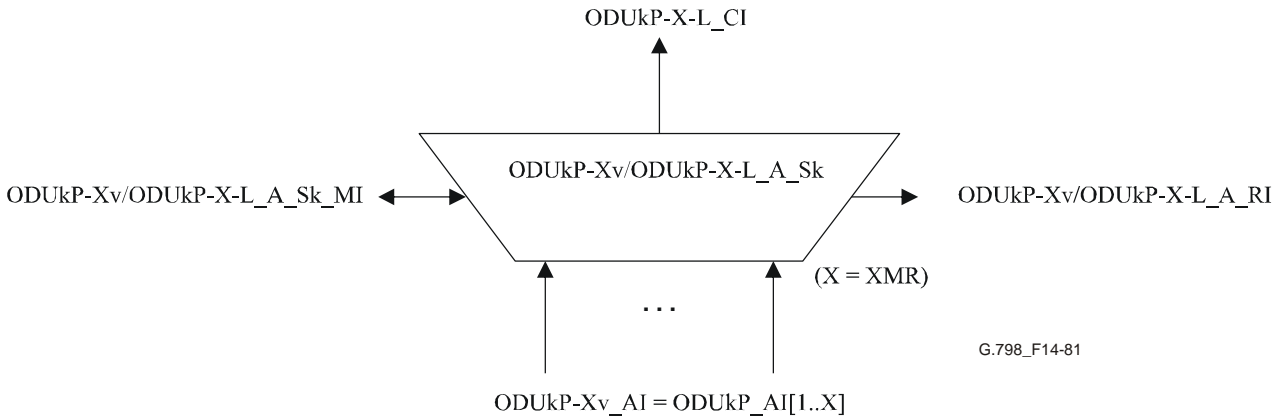 ODUkP-X-L_CI
ODUkP-Xv/ODUkP-X-L_A_Sk
ODUkP-Xv/ODUkP-X-L_A_Sk_MI
ODUkP-Xv/ODUkP-X-L_A_RI
(X = XMR)
...
G.798_F14-81
ODUkP-Xv_AI = ODUkP_AI[1..X]